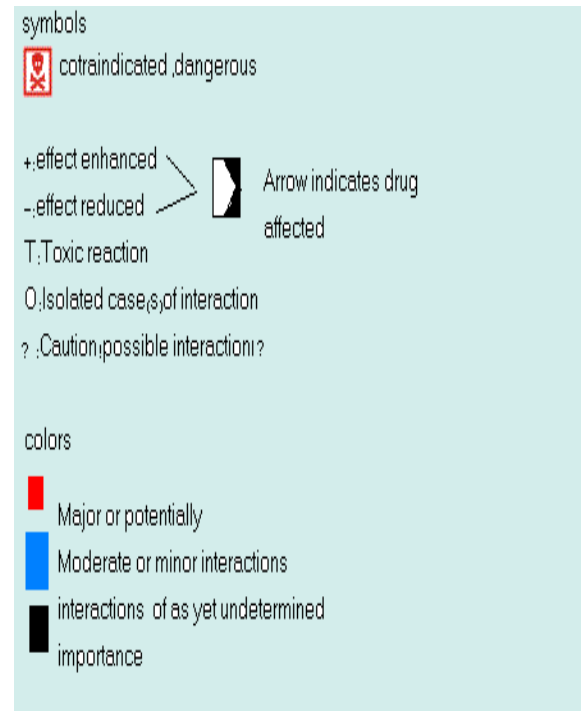 symbols
cotraindicated ,dangerous
+:effect enhanced
-:effect reduced
Arrow indicates drug
affected
T:Toxic reaction
O:Isolated case(s)of interaction
? :Caution!possible interaction!?
colors
Major or potentially
Moderate or minor interactions
interactions of as yet undetermined
importance